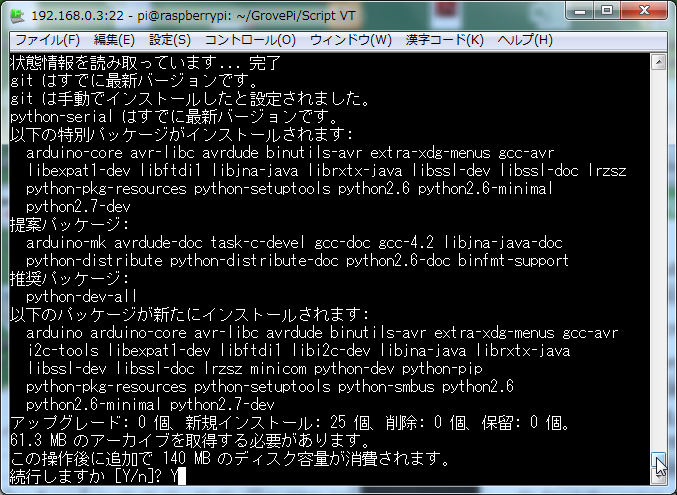 192.168.0.3:22 - pi@raspberrypi: ~/GrovePi/Script VT
ファイル(F) 編集(E) 設定(S) コントロール(O) ウィンドウ(W) 漢字コード(K) ヘルプ(H)
状態情報を読み取っています... 完了
git はすでに最新バージョンです。
git は手動でインストールしたと設定されました。
python-serial はすでに最新バージョンです。
以下の特別パッケージがインストールされます:
arduino-core avr-libc avrdude binutils-avr extra-xdg-menus gcc-avr
libexpat1-dev libftdi1 libjna-java librxtx-java libssl-dev libssl-doc lrzsz
python-pkg-resources python-setuptools python2.6 python2.6-minimal
python2.7-dev
提案パッケージ:
arduino-mk avrdude-doc task-c-devel gcc-doc gcc-4.2 libjna-java-doc
python-distribute python-distribute-doc python2.6-doc binfmt-support
推奨パッケージ:
python-dev-all
以下のパッケージが新たにインストールされます:
arduino arduino-core avr-libc avrdude binutils-avr extra-xdg-menus gcc-avr
i2c-tools libexpat1-dev libftdi1 libi2c-dev libjna-java librxtx-java
libssl-dev libssl-doc lrzsz minicom python-dev python-pip
python-pkg-resources python-setuptools python-smbus python2.6
python2.6-minimal python2.7-dev
アップグレード: 0 個、新規インストール: 25 個、削除: 0 個、保留: 0 個。
61.3 MB のアーカイブを取得する必要があります。
この操作後に追加で 140 MB のディスク容量が消費されます。
続行しますか [Y/n]? Y